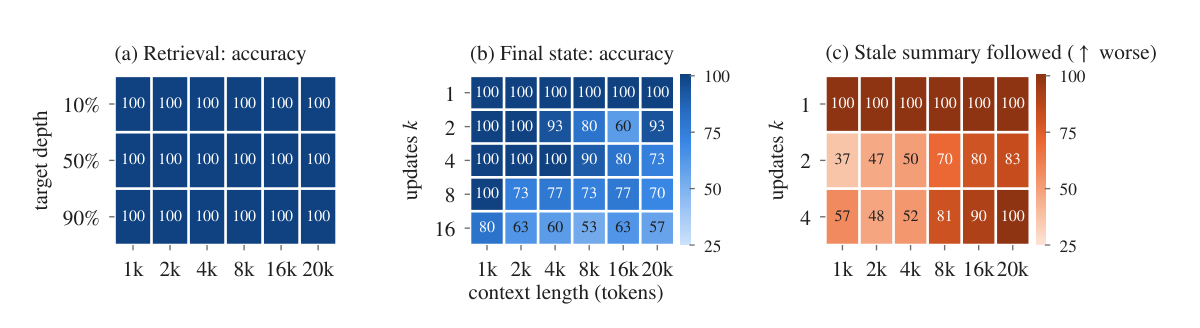 (a) Retrieval: accuracy
target depth
10% 100 100 100 100 100 100
50% 100 100 100 100 100 100
90% 100 100 100 100 100 100
1k 2k 4k 8k 16k 20k
(b) Final state: accuracy
updates k
1 100 100 100 100 100 100
2 100 100 93 80 60 93
4 100 100 100 90 80 73
8 100 73 77 73 77 70
16 80 63 60 53 63 57
1k 2k 4k 8k 16k 20k
context length (tokens)
100
75
50
25
(c) Stale summary followed (↑ worse)
updates k
1 100 100 100 100 100 100
2 37 47 50 70 80 83
4 57 48 52 81 90 100
1k 2k 4k 8k 16k 20k
100
75
50
25